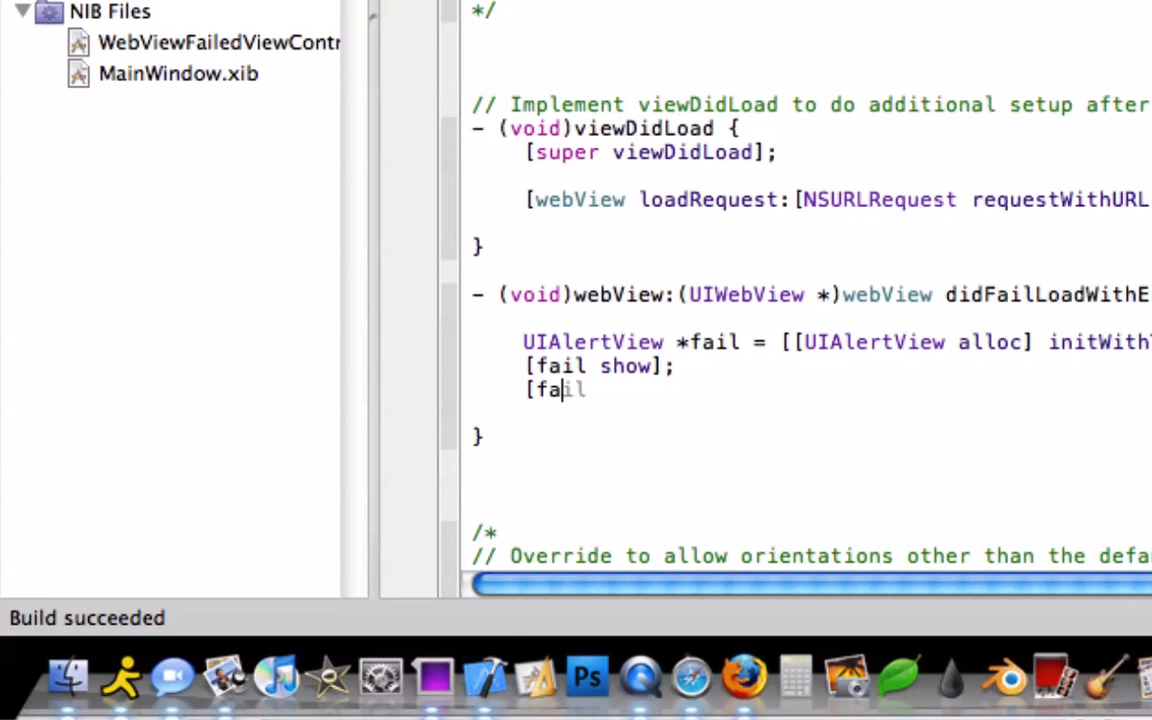 NIB Files
WebViewFailedViewContr
MainWindow.xib
*/
// Implement viewDidLoad to do additional setup after
- (void)viewDidLoad {
[super viewDidLoad];
[webView loadRequest:[NSURLRequest requestWithURL
}
- (void)webView:(UIWebView *)webView didFailLoadWithE
UIAlertView *fail = [[UIAlertView alloc] initWithT
[fail show];
[fail
}
/*
// Override to allow orientations other than the defa
Build succeeded
Ps